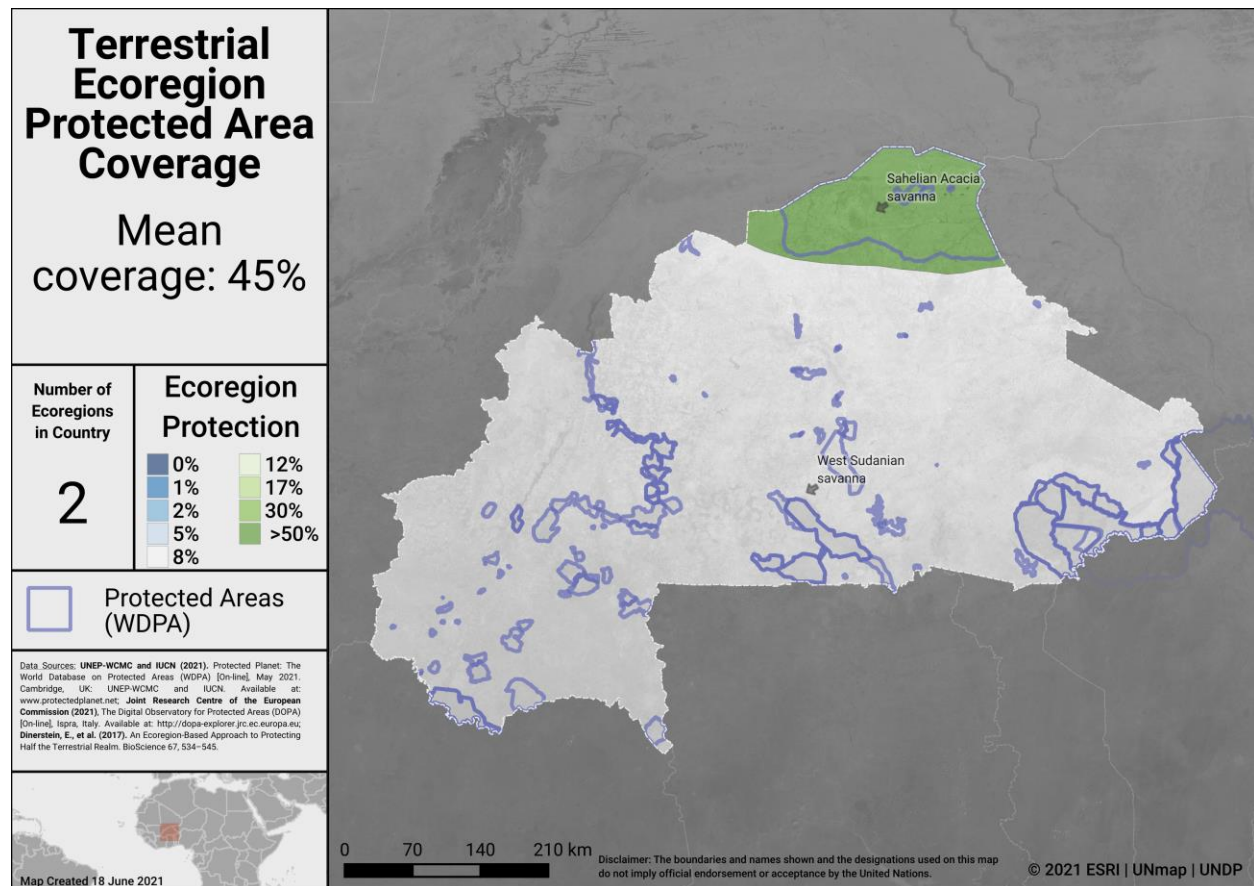 Terrestrial
Ecoregion
Protected Area
Coverage
Mean
coverage: 45%
Number of
Ecoregions
in Country
2
Ecoregion
Protection
0%
1%
2%
5%
8%
12%
17%
30%
>50%
Protected Areas
(WDPA)
Data Sources: UNEP-WCMC and IUCN (2021). Protected Planet: The
World Database on Protected Areas (WDPA) [On-line], May 2021.
Cambridge, UK: UNEP-WCMC and IUCN. Available at:
www.protectedplanet.net; Joint Research Centre of the European
Commission (2021), The Digital Observatory for Protected Areas (DOPA)
[On-line], Ispra, Italy. Available at: http://dopa-explorer.jrc.ec.europa.eu;
Dinerstein, E., et al. (2017). An Ecoregion-Based Approach to Protecting
Half the Terrestrial Realm. BioScience 67, 534–545.
Map Created 18 June 2021
Sahelian Acacia
savanna
West Sudanian
savanna
0 70 140 210 km
Disclaimer: The boundaries and names shown and the designations used on this map
do not imply official endorsement or acceptance by the United Nations.
© 2021 ESRI | UNmap | UNDP